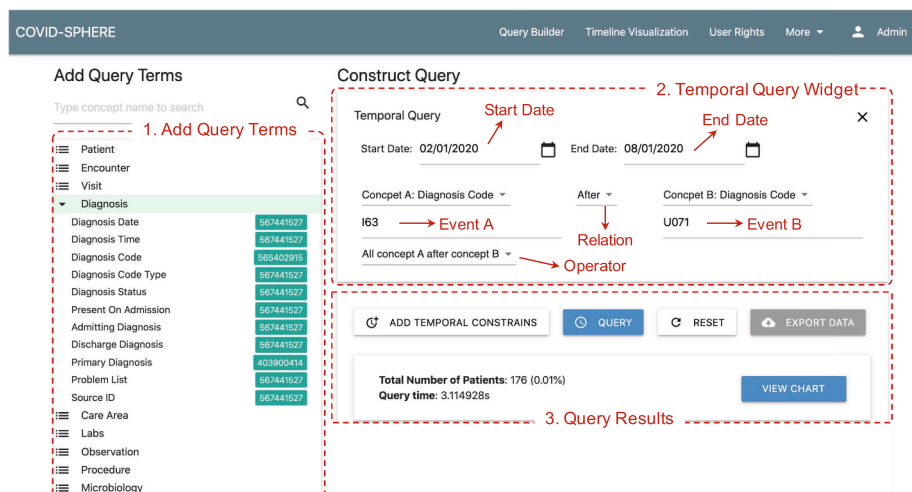 COVID-SPHERE
Query Builder
Timeline Visualization
User Rights
More
Admin
Add Query Terms
Type concept name to search
1. Add Query Terms
Patient
Encounter
Visit
Diagnosis
Diagnosis Date 567441527
Diagnosis Time 567441527
Diagnosis Code 565402915
Diagnosis Code Type 567441527
Diagnosis Status 567441527
Present On Admission 567441527
Admitting Diagnosis 567441527
Discharge Diagnosis 567441527
Primary Diagnosis 403900414
Problem List 567441527
Source ID 567441527
Care Area
Labs
Observation
Procedure
Microbiology
Construct Query
2. Temporal Query Widget
Temporal Query
Start Date
End Date
Start Date: 02/01/2020
End Date: 08/01/2020
Concpet A: Diagnosis Code
After
Concpet B: Diagnosis Code
I63
Event A
Relation
U071
Event B
All concept A after concept B
Operator
ADD TEMPORAL CONSTRAINS
QUERY
RESET
EXPORT DATA
Total Number of Patients: 176 (0.01%)
Query time: 3.114928s
VIEW CHART
3. Query Results